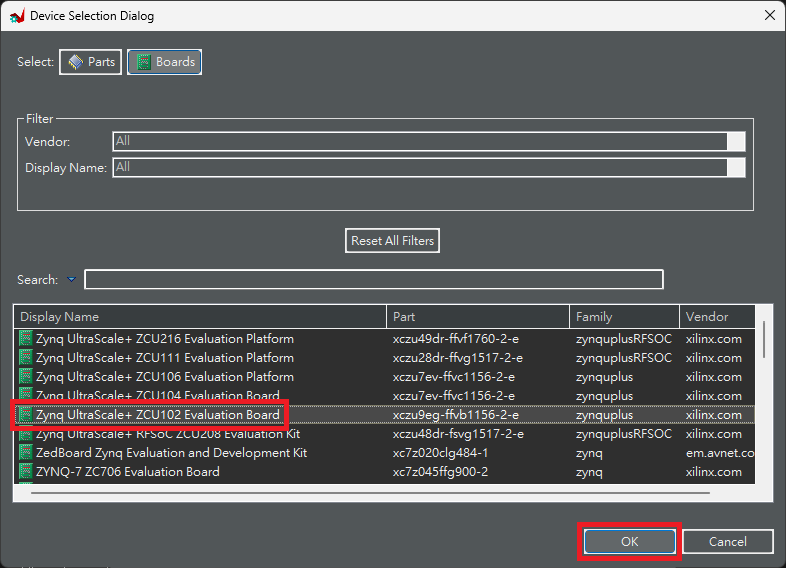 Device Selection Dialog
Select: Parts Boards
Filter
Vendor: All
Display Name: All
Reset All Filters
Search:
Display Name Part Family Vendor
Zynq UltraScale+ ZCU216 Evaluation Platform xczu49dr-ffvf1760-2-e zynquplusRFSOC xilinx.com
Zynq UltraScale+ ZCU111 Evaluation Platform xczu28dr-ffvg1517-2-e zynquplusRFSOC xilinx.com
Zynq UltraScale+ ZCU106 Evaluation Platform xczu7ev-ffvc1156-2-e zynquplus xilinx.com
Zynq UltraScale+ ZCU104 Evaluation Board xczu7ev-ffvc1156-2-e zynquplus xilinx.com
Zynq UltraScale+ ZCU102 Evaluation Board xczu9eg-ffvb1156-2-e zynquplus xilinx.com
Zynq UltraScale+ RFSoC ZCU208 Evaluation Kit xczu48dr-fsvg1517-2-e zynquplusRFSOC xilinx.com
ZedBoard Zynq Evaluation and Development Kit xc7z020clg484-1 zynq em.avnet.co
ZYNQ-7 ZC706 Evaluation Board xc7z045ffg900-2 zynq xilinx.com
OK Cancel